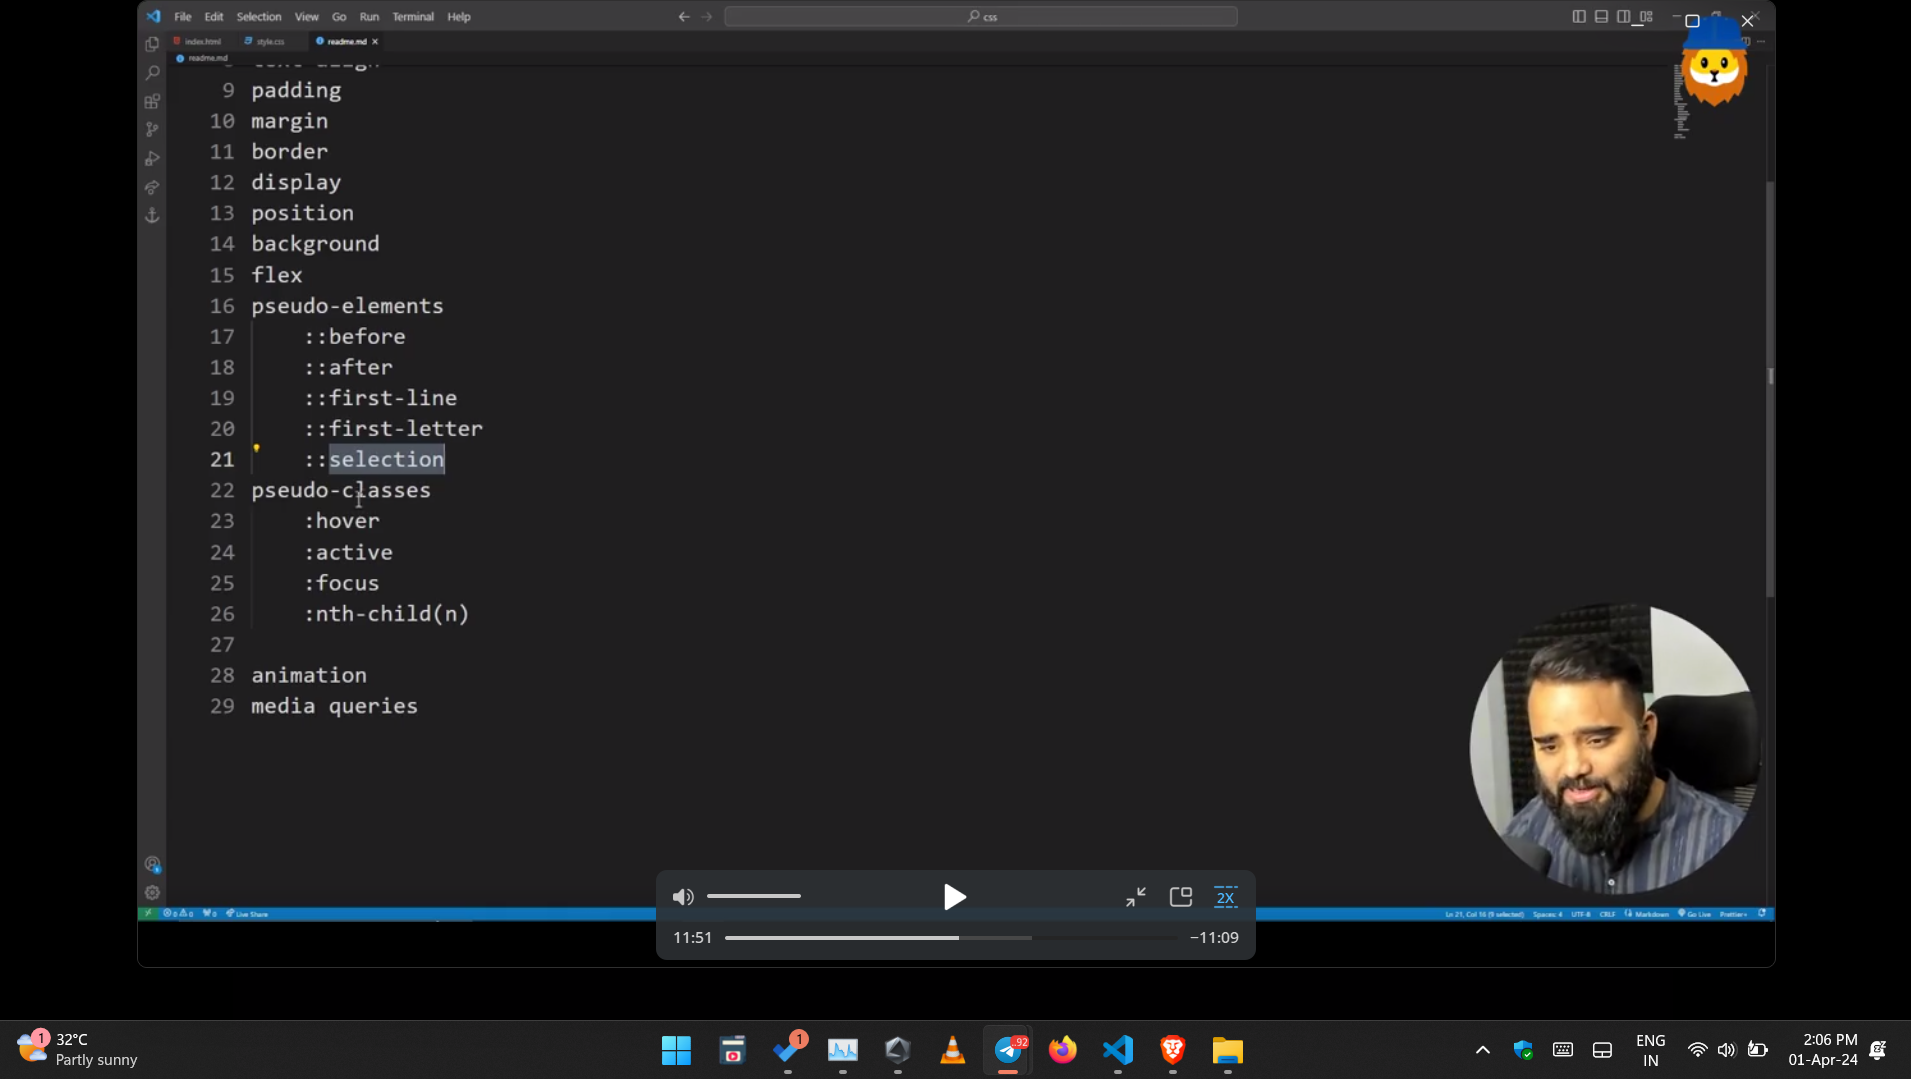 File Edit Selection View Go Run Terminal Help
css
index.html style.css readme.md
readme.md
text-align
9 padding
10 margin
11 border
12 display
13 position
14 background
15 flex
16 pseudo-elements
17 ::before
18 ::after
19 ::first-line
20 ::first-letter
21 ::selection
22 pseudo-classes
23 :hover
24 :active
25 :focus
26 :nth-child(n)
27
28 animation
29 media queries
2X
11:51 −11:09
0 0 0 Live Share
Ln 21, Col 16 (9 selected) Spaces: 4 UTF-8 CRLF Markdown Go Live Prettier
1
32°C
Partly sunny
1
..92
ENG
IN
2:06 PM
01-Apr-24